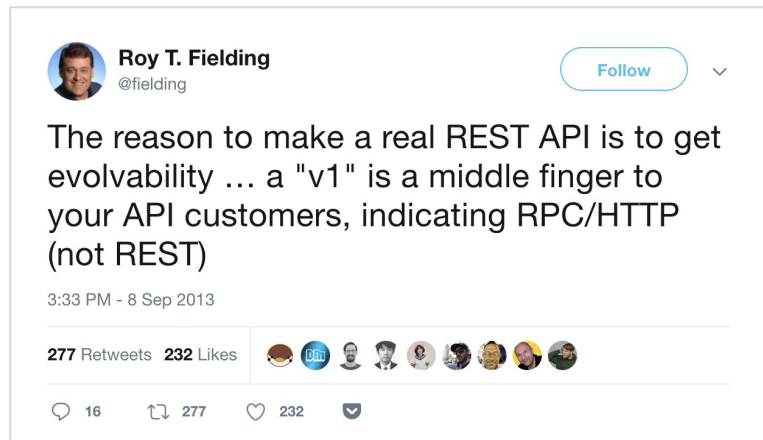 Roy T. Fielding
@fielding
Follow
The reason to make a real REST API is to get
evolvability … a "v1" is a middle finger to
your API customers, indicating RPC/HTTP
(not REST)
3:33 PM - 8 Sep 2013
277 Retweets 232 Likes
Dm
16 277 232